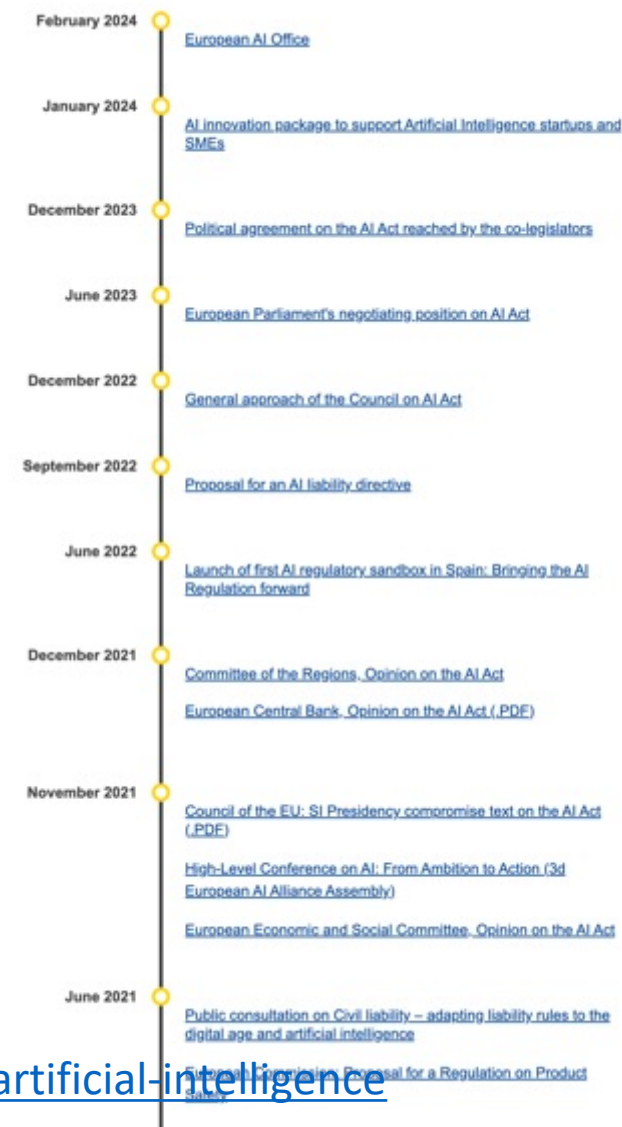 February 2024
European AI Office
January 2024
AI innovation package to support Artificial Intelligence startups and
SMEs
December 2023
Political agreement on the AI Act reached by the co-legislators
June 2023
European Parliament's negotiating position on AI Act
December 2022
General approach of the Council on AI Act
September 2022
Proposal for an AI liability directive
June 2022
Launch of first AI regulatory sandbox in Spain: Bringing the AI
Regulation forward
December 2021
Committee of the Regions, Opinion on the AI Act
European Central Bank, Opinion on the AI Act (.PDF)
November 2021
Council of the EU: SI Presidency compromise text on the AI Act
(.PDF)
High-Level Conference on AI: From Ambition to Action (3d
European AI Alliance Assembly)
European Economic and Social Committee, Opinion on the AI Act
June 2021
Public consultation on Civil liability – adapting liability rules to the
digital age and artificial intelligence
European Commission: Proposal for a Regulation on Product
Safety
artificial-intelligence